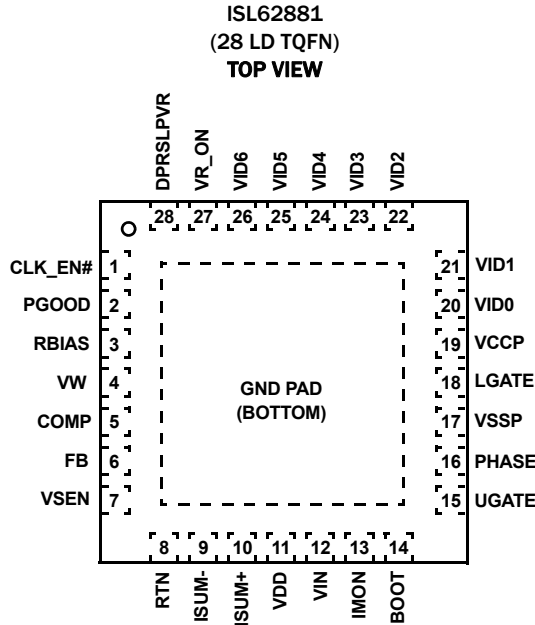 ISL62881
(28 LD TQFN)
TOP VIEW
DPRSLPVR
VR_ON
VID6
VID5
VID4
VID3
VID2
28 27 26 25 24 23 22
CLK_EN# 1
PGOOD 2
RBIAS 3
VW 4
COMP 5
FB 6
VSEN 7
GND PAD
(BOTTOM)
21 VID1
20 VID0
19 VCCP
18 LGATE
17 VSSP
16 PHASE
15 UGATE
8 9 10 11 12 13 14
RTN
ISUM-
ISUM+
VDD
VIN
IMON
BOOT